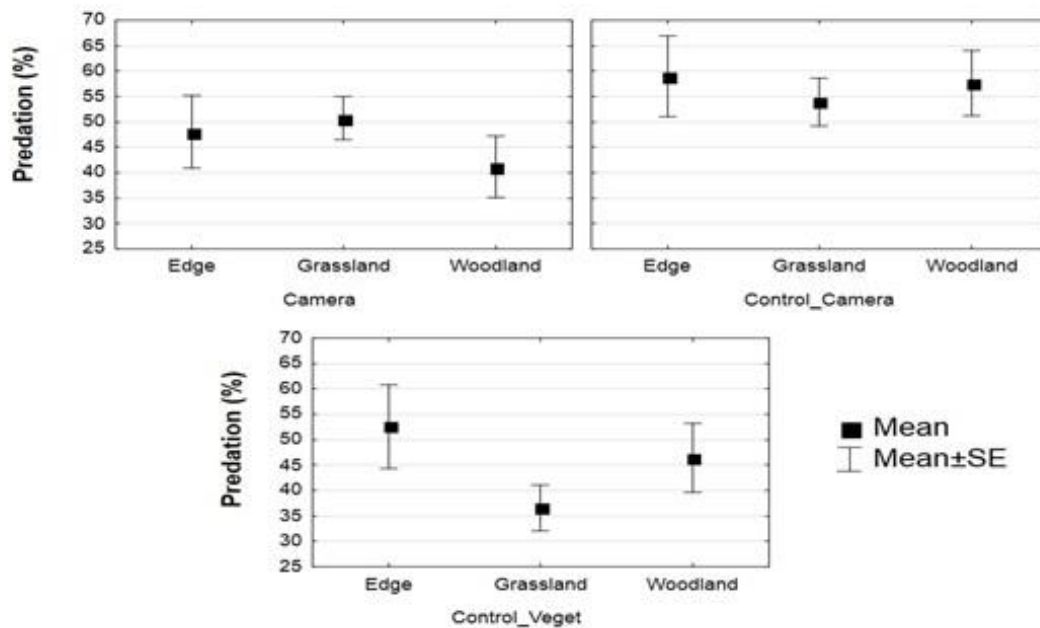 Predation (%)
70
65
60
55
50
45
40
35
30
25
Edge Grassland Woodland
Camera
Edge Grassland Woodland
Control_Camera
Predation (%)
70
65
60
55
50
45
40
35
30
25
Edge Grassland Woodland
Control_Veget
Mean
Mean±SE